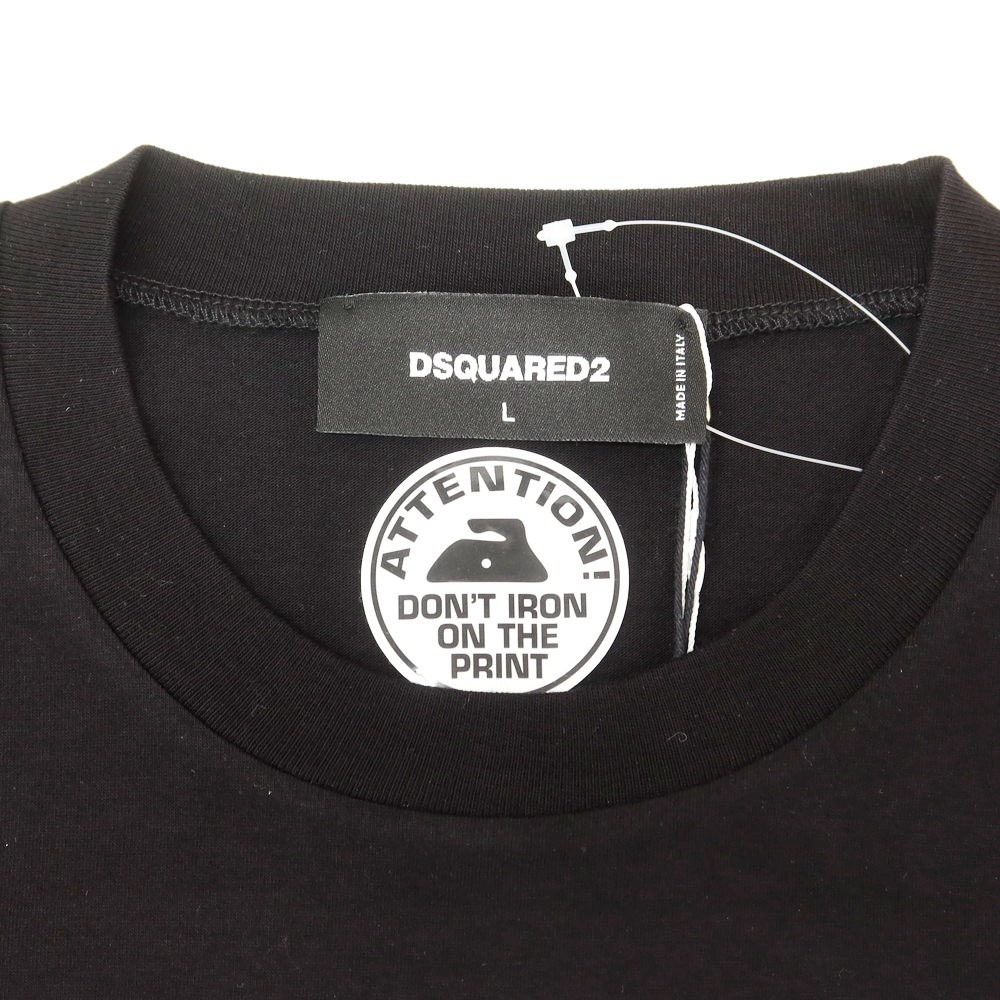 DSQUARED2
L
MADE IN ITALY
ATTENTION!
DON'T IRON
ON THE
PRINT